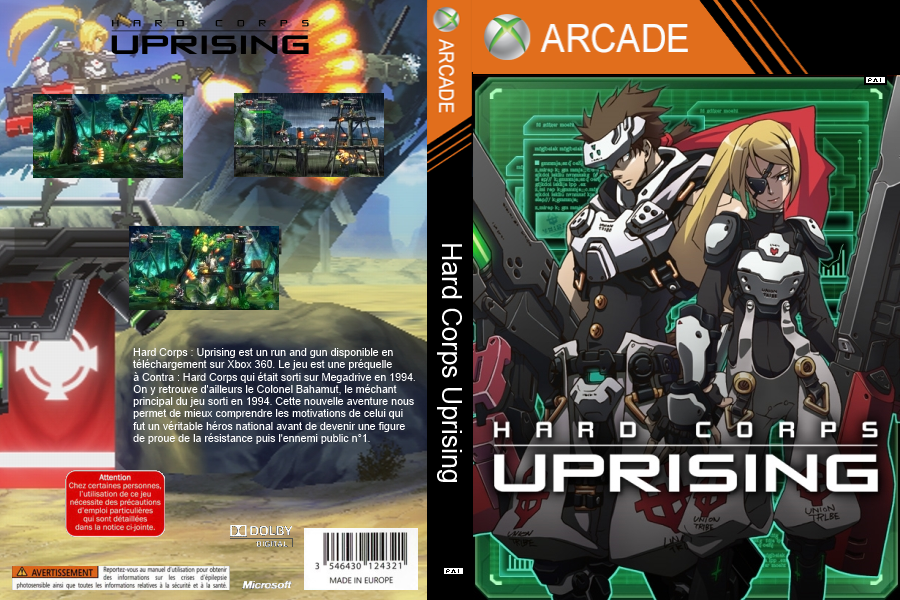 HARD CORPS
UPRISING
Hard Corps : Uprising est un run and gun disponible en
téléchargement sur Xbox 360. Le jeu est une préquelle
à Contra : Hard Corps qui était sorti sur Megadrive en 1994.
On y retrouve d'ailleurs le Colonel Bahamut, le méchant
principal du jeu sorti en 1994. Cette nouvelle aventure nous
permet de mieux comprendre les motivations de celui qui
fut un véritable héros national avant de devenir une figure
de proue de la résistance puis l'ennemi public n°1.
Attention
Chez certaines personnes,
l'utilisation de ce jeu
nécessite des précautions
d'emploi particulières
qui sont détaillées
dans la notice ci-jointe.
DOLBY
DIGITAL
AVERTISSEMENT
Reportez-vous au manuel d'utilisation pour obtenir
des informations sur les crises d'épilepsie
photosensible ainsi que toutes les informations relatives à la sécurité et à la santé.
Microsoft
3 546430 124321
MADE IN EUROPE
ARCADE
Hard Corps Uprising
PAL
ARCADE
PAL
HARD CORPS
UPRISING
UNION
TRIBE
UNION
TRIBE